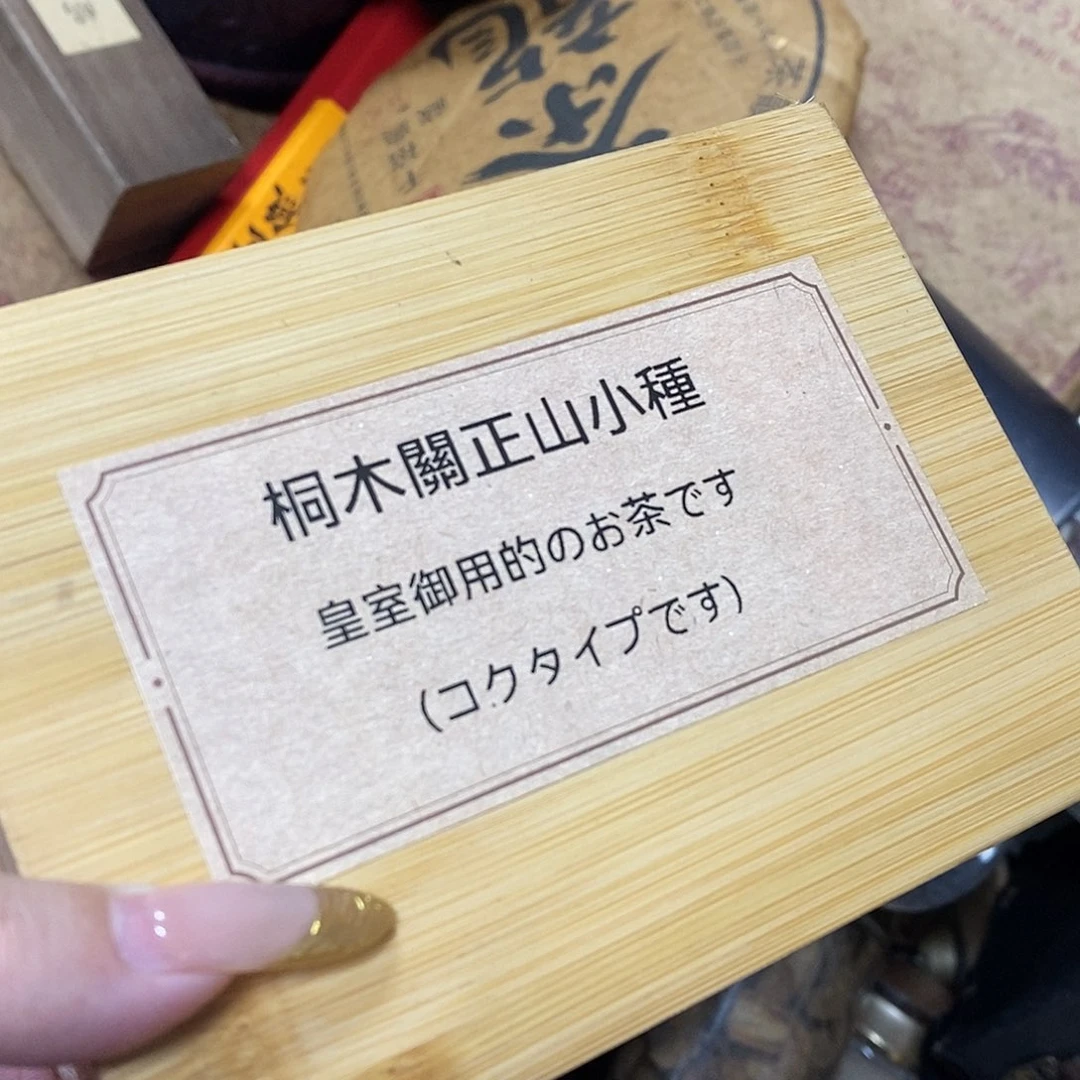 桐木關正山小種
皇室御用的のお茶です
(コクタイプです)